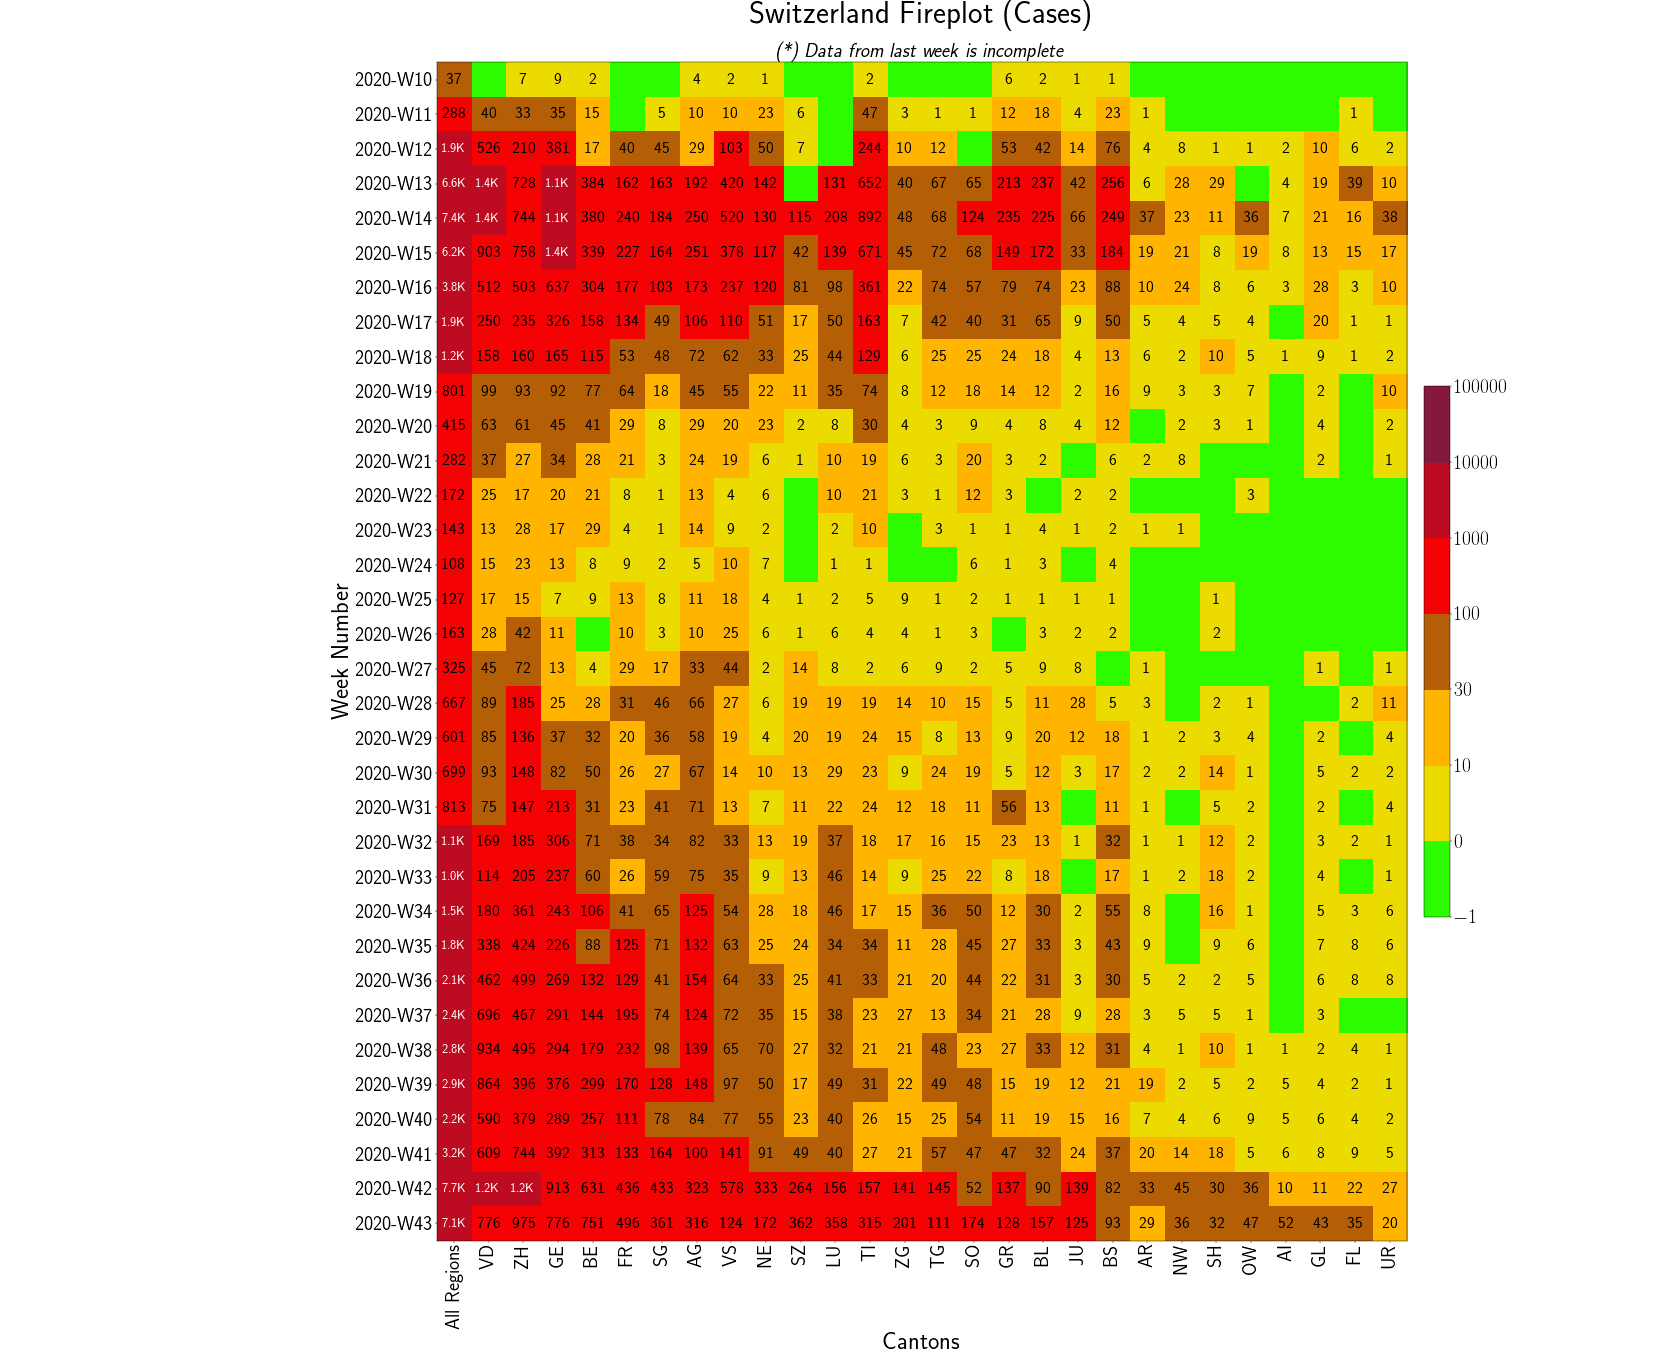 Switzerland Fireplot (Cases)
(*) Data from last week is incomplete
2020-W10 37 7 9 2 4 2 1 2 6 2 1 1
2020-W11 288 40 33 35 15 5 10 10 23 6 47 3 1 1 12 18 4 23 1 1
2020-W12 1.9K 526 210 381 17 40 45 29 103 50 7 244 10 12 53 42 14 76 4 8 1 1 2 10 6 2
2020-W13 6.6K 1.4K 728 1.1K 384 162 163 192 420 142 131 652 40 67 65 213 237 42 256 6 28 29 4 19 39 10
2020-W14 7.4K 1.4K 744 1.1K 380 240 184 250 520 130 115 208 892 48 68 124 235 225 66 249 37 23 11 36 7 21 16 38
2020-W15 6.2K 903 758 1.4K 339 227 164 251 378 117 42 139 671 45 72 68 149 172 33 184 19 21 8 19 8 13 15 17
2020-W16 3.8K 512 503 637 304 177 103 173 237 120 81 98 361 22 74 57 79 74 23 88 10 24 8 6 3 28 3 10
2020-W17 1.9K 250 235 326 158 134 49 106 110 51 17 50 163 7 42 40 31 65 9 50 5 4 5 4 20 1 1
2020-W18 1.2K 158 160 165 115 53 48 72 62 33 25 44 129 6 25 25 24 18 4 13 6 2 10 5 1 9 1 2
2020-W19 801 99 93 92 77 64 18 45 55 22 11 35 74 8 12 18 14 12 2 16 9 3 3 7 2 10
2020-W20 415 63 61 45 41 29 8 29 20 23 2 8 30 4 3 9 4 8 4 12 2 3 1 4 2
2020-W21 282 37 27 34 28 21 3 24 19 6 1 10 19 6 3 20 3 2 6 2 8 2 1
2020-W22 172 25 17 20 21 8 1 13 4 6 10 21 3 1 12 3 2 2 3
2020-W23 143 13 28 17 29 4 1 14 9 2 2 10 3 1 1 4 1 2 1 1
2020-W24 108 15 23 13 8 9 2 5 10 7 1 1 6 1 3 4
2020-W25 127 17 15 7 9 13 8 11 18 4 1 2 5 9 1 2 1 1 1 1 1
2020-W26 163 28 42 11 10 3 10 25 6 1 6 4 4 1 3 3 2 2 2
2020-W27 325 45 72 13 4 29 17 33 44 2 14 8 2 6 9 2 5 9 8 1 1 1
2020-W28 667 89 185 25 28 31 46 66 27 6 19 19 19 14 10 15 5 11 28 5 3 2 1 2 11
2020-W29 601 85 136 37 32 20 36 58 19 4 20 19 24 15 8 13 9 20 12 18 1 2 3 4 2 4
2020-W30 699 93 148 82 50 26 27 67 14 10 13 29 23 9 24 19 5 12 3 17 2 2 14 1 5 2 2
2020-W31 813 75 147 213 31 23 41 71 13 7 11 22 24 12 18 11 56 13 11 1 5 2 2 4
2020-W32 1.1K 169 185 306 71 38 34 82 33 13 19 37 18 17 16 15 23 13 1 32 1 1 12 2 3 2 1
2020-W33 1.0K 114 205 237 60 26 59 75 35 9 13 46 14 9 25 22 8 18 17 1 2 18 2 4 1
2020-W34 1.5K 180 361 243 106 41 65 125 54 28 18 46 17 15 36 50 12 30 2 55 8 16 1 5 3 6
2020-W35 1.8K 338 424 226 88 125 71 132 63 25 24 34 34 11 28 45 27 33 3 43 9 9 6 7 8 6
2020-W36 2.1K 462 499 269 132 129 41 154 64 33 25 41 33 21 20 44 22 31 3 30 5 2 2 5 6 8 8
2020-W37 2.4K 696 467 291 144 195 74 124 72 35 15 38 23 27 13 34 21 28 9 28 3 5 5 1 3
2020-W38 2.8K 934 495 294 179 232 98 139 65 70 27 32 21 21 48 23 27 33 12 31 4 1 10 1 1 2 4 1
2020-W39 2.9K 864 396 376 299 170 128 148 97 50 17 49 31 22 49 48 15 19 12 21 19 2 5 2 5 4 2 1
2020-W40 2.2K 590 379 289 257 111 78 84 77 55 23 40 26 15 25 54 11 19 15 16 7 4 6 9 5 6 4 2
2020-W41 3.2K 609 744 392 313 133 164 100 141 91 49 40 27 21 57 47 47 32 24 37 20 14 18 5 6 8 9 5
2020-W42 7.7K 1.2K 1.2K 913 631 436 433 323 578 333 264 156 157 141 145 52 137 90 139 82 33 45 30 36 10 11 22 27
2020-W43 7.1K 776 975 776 751 496 361 316 124 172 362 358 315 201 111 174 128 157 125 93 29 36 32 47 52 43 35 20
All Regions VD ZH GE BE FR SG AG VS NE SZ LU TI ZG TG SO GR BL JU BS AR NW SH OW AI GL FL UR
Cantons
Week Number
100000
10000
1000
100
30
10
0
−1